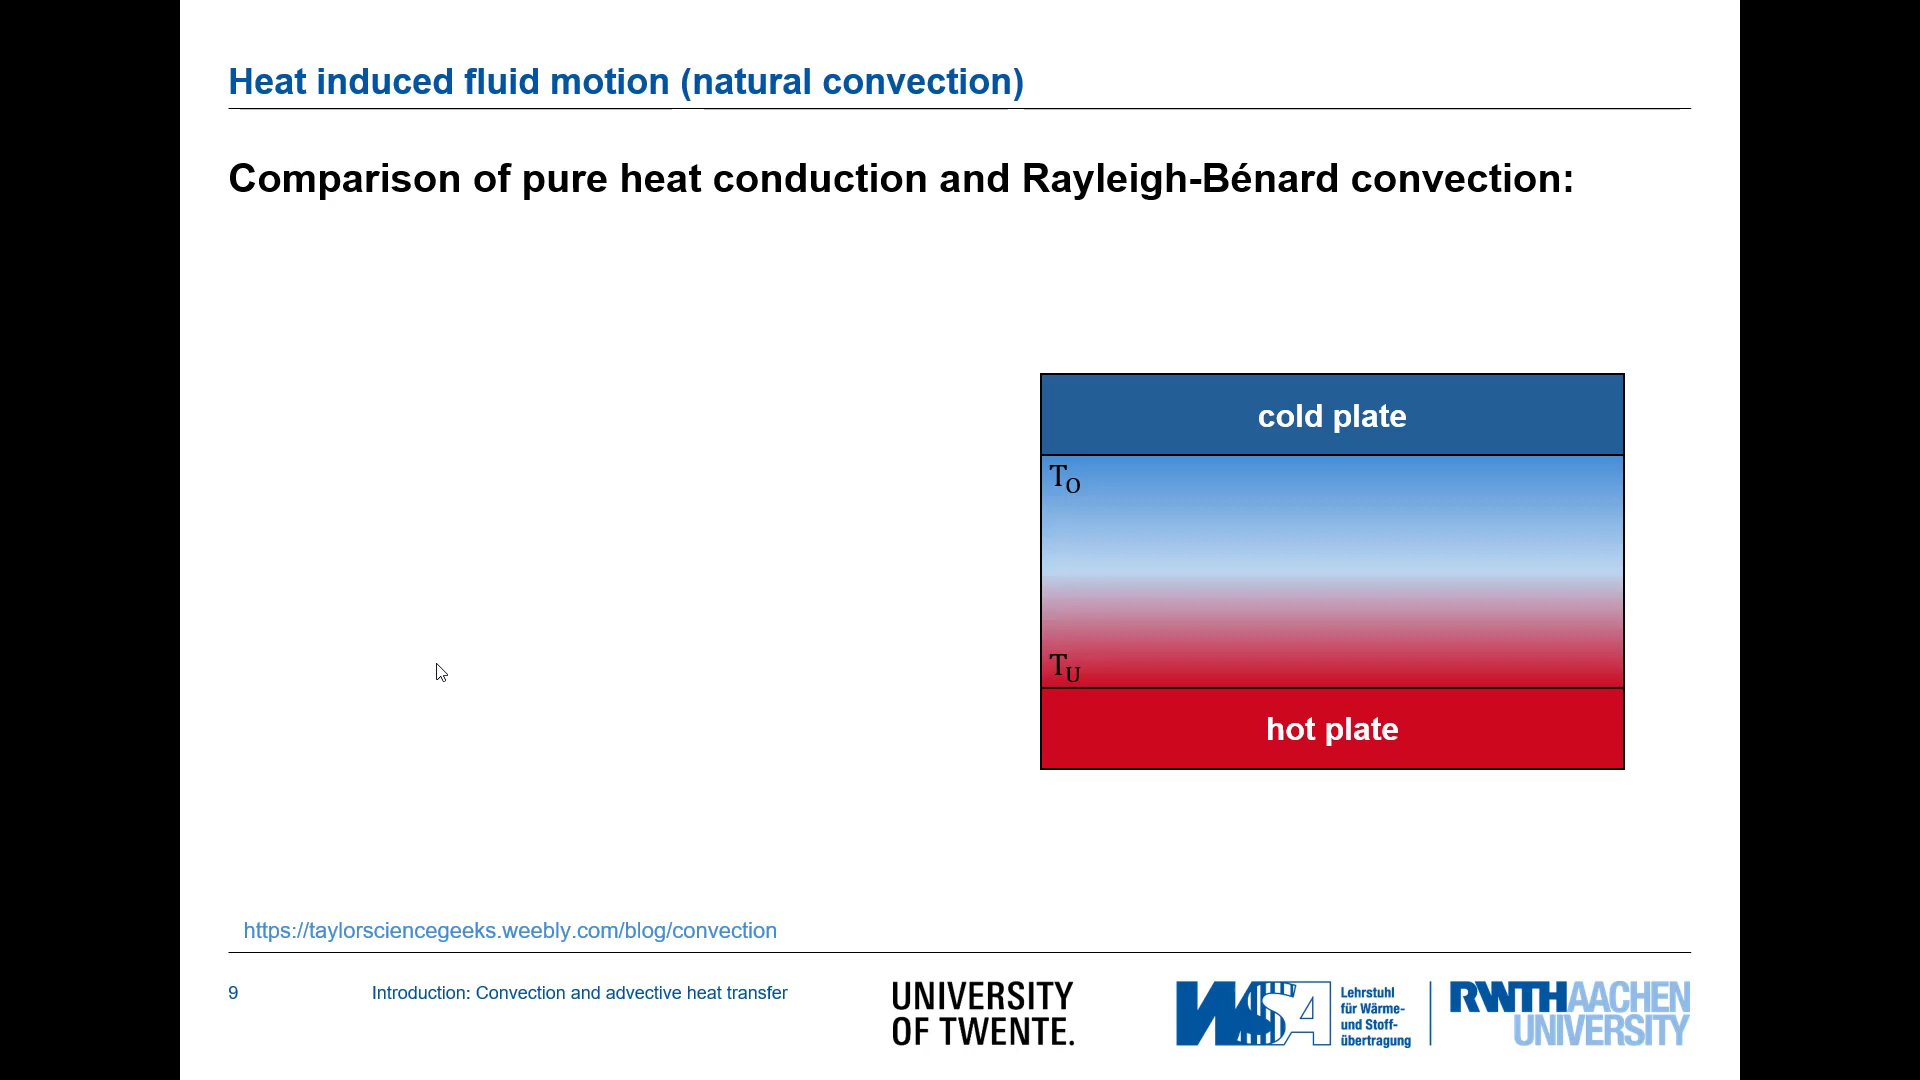 Heat induced fluid motion (natural convection)
Comparison of pure heat conduction and Rayleigh-Bénard convection:
cold plate
T_O
T_U
hot plate
https://taylorsciencegeeks.weebly.com/blog/convection
9
Introduction: Convection and advective heat transfer
UNIVERSITY
OF TWENTE.
WSA
Lehrstuhl
für Wärme-
und Stoff-
übertragung
RWTHAACHEN
UNIVERSITY